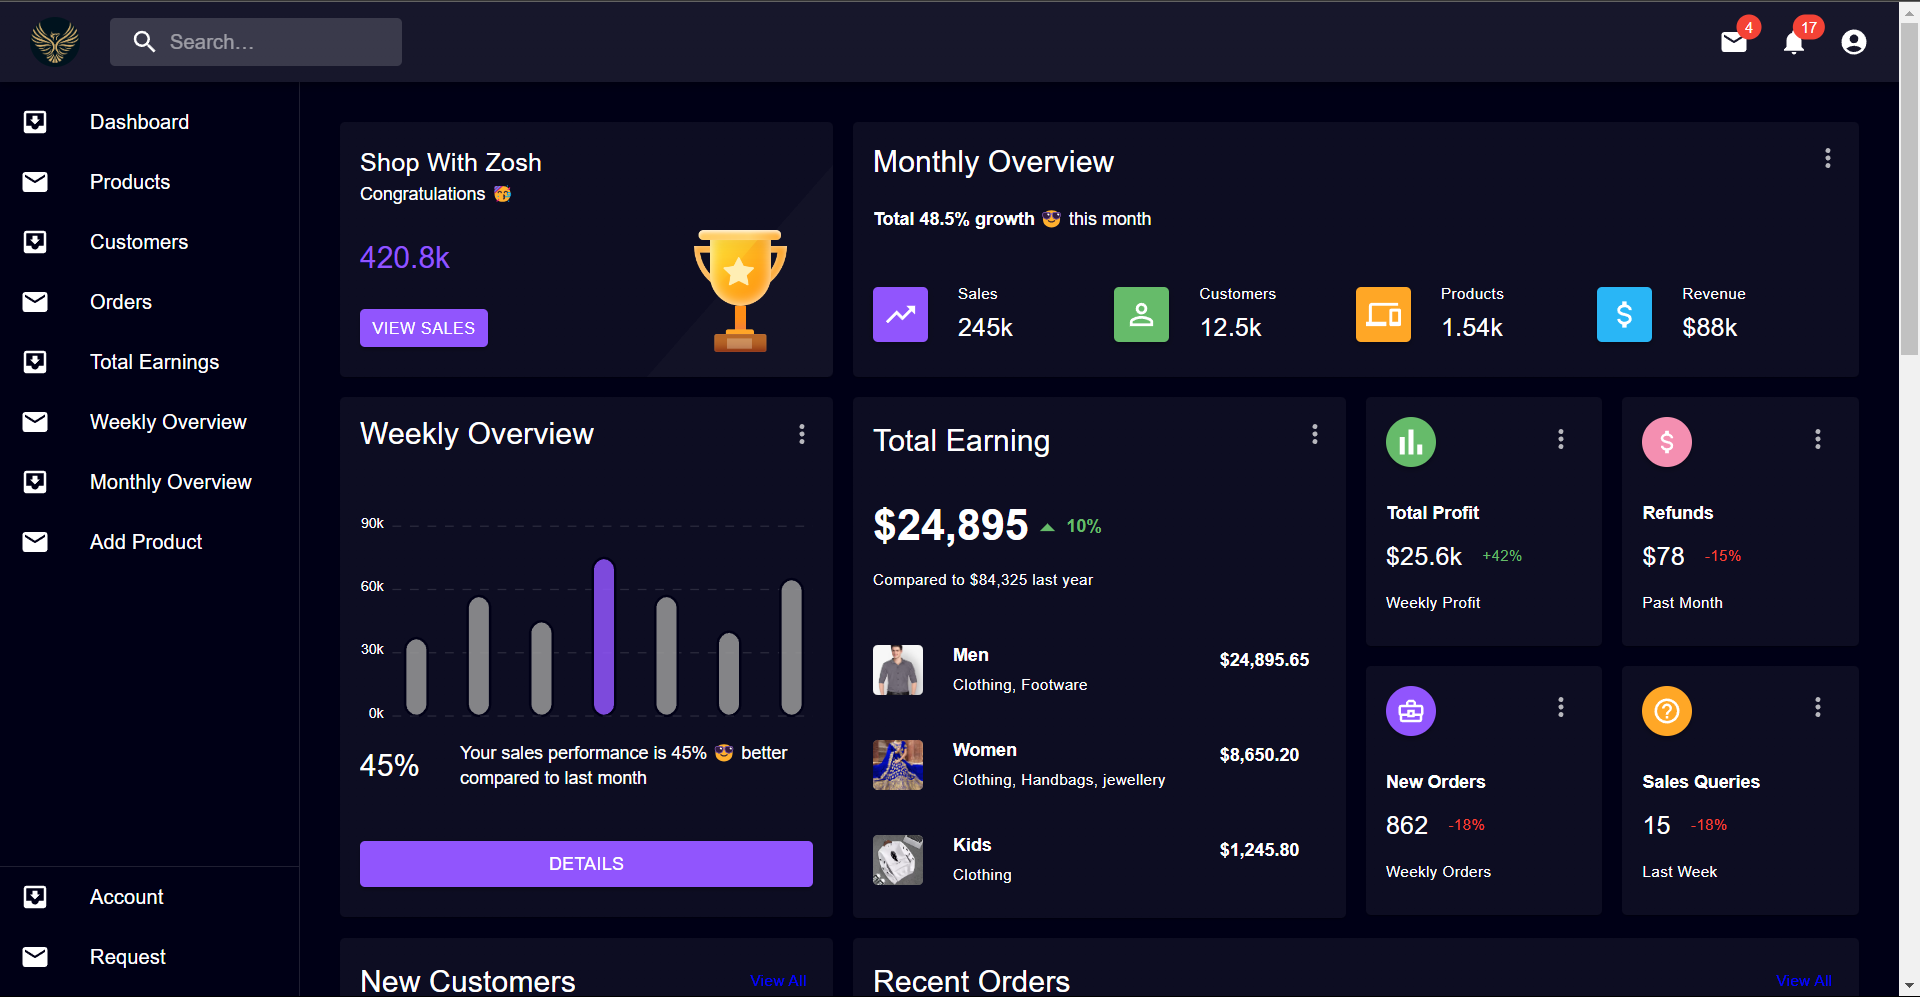 Search...
4
17
Dashboard
Products
Customers
Orders
Total Earnings
Weekly Overview
Monthly Overview
Add Product
Account
Request
Shop With Zosh
Congratulations 🥳
420.8k
VIEW SALES
Monthly Overview
Total 48.5% growth 😎 this month
Sales
245k
Customers
12.5k
Products
1.54k
Revenue
$88k
Weekly Overview
90k
60k
30k
0k
45%
Your sales performance is 45% 😎 better
compared to last month
DETAILS
Total Earning
$24,895 10%
Compared to $84,325 last year
Men
Clothing, Footware
$24,895.65
Women
Clothing, Handbags, jewellery
$8,650.20
Kids
Clothing
$1,245.80
Total Profit
$25.6k +42%
Weekly Profit
Refunds
$78 -15%
Past Month
New Orders
862 -18%
Weekly Orders
Sales Queries
15 -18%
Last Week
New Customers
View All
Recent Orders
View All